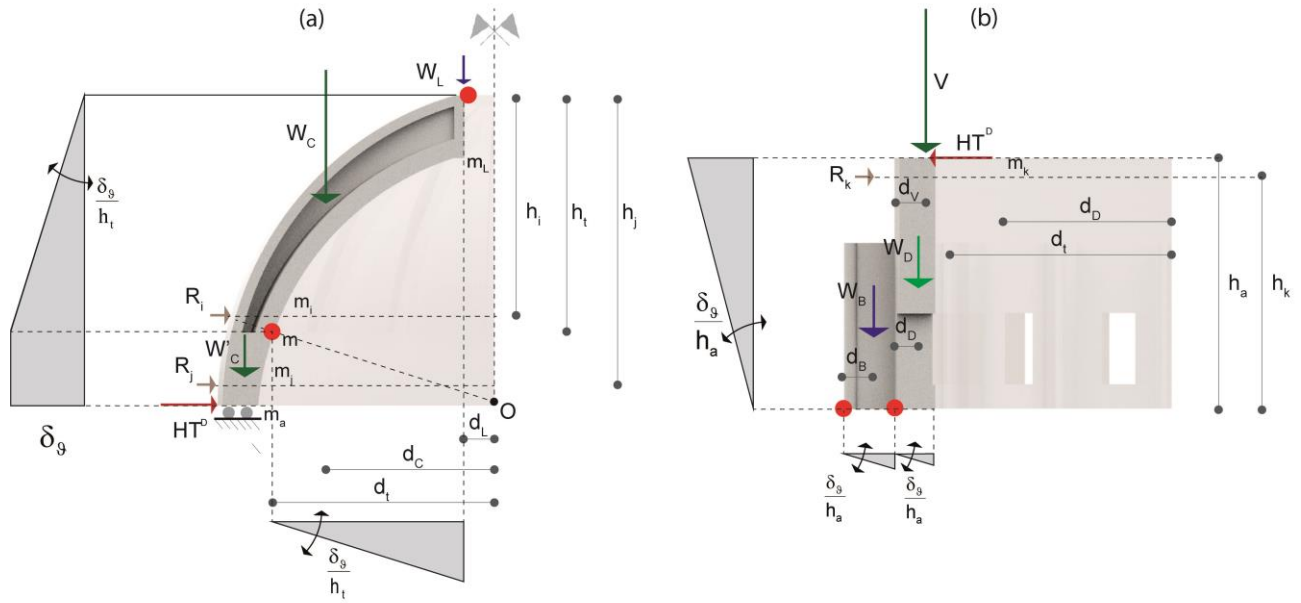 (a)
(b)
W_L
V
W_C
HT^D
m_k
R_k
m_L
d_V
d_D
δ_ϑ
h_t
h_i
h_t
h_j
d_t
W_D
h_a
h_k
R_i
m_i
W_B
δ_ϑ
h_a
m
d_D
W'_C
R_j
m_j
d_B
O
HT^D
m_a
δ_ϑ
d_L
d_C
δ_ϑ
h_a
δ_ϑ
h_a
d_t
δ_ϑ
h_t